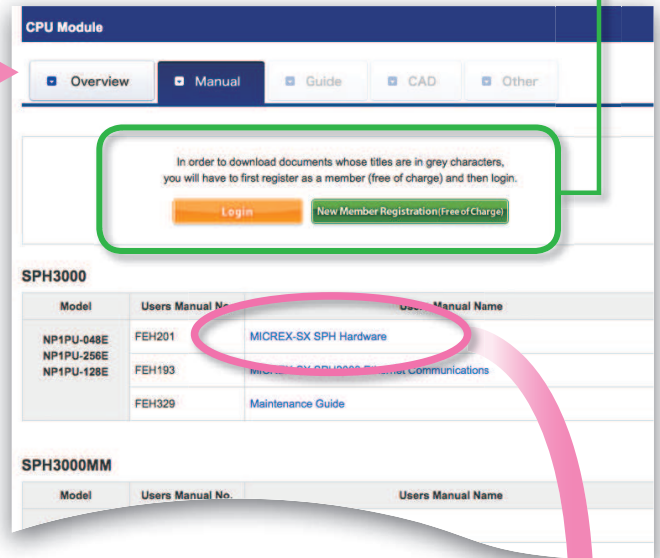 CPU Module
Overview
Manual
Guide
CAD
Other
In order to download documents whose titles are in grey characters,
you will have to first register as a member (free of charge) and then login.
Login
New Member Registration(Free of Charge)
SPH3000
Model Users Manual No. Users Manual Name
NP1PU-048E
NP1PU-256E
NP1PU-128E
FEH201 MICREX-SX SPH Hardware
FEH193 MICREX-SX SPH3000 Ethernet Communications
FEH329 Maintenance Guide
SPH3000MM
Model Users Manual No. Users Manual Name